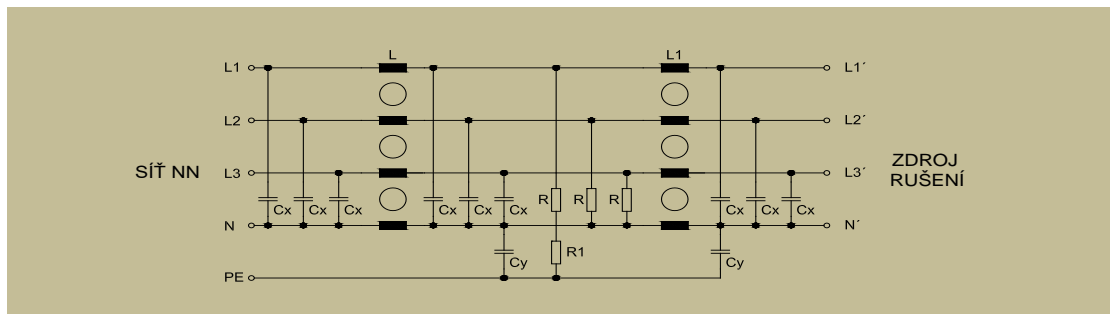 L L1
L1 L1´
L2 L2´
SÍŤ NN
ZDROJ
RUŠENÍ
L3 L3´
Cx Cx Cx Cx Cx Cx R R R Cx Cx Cx
N N´
Cy R1 Cy
PE